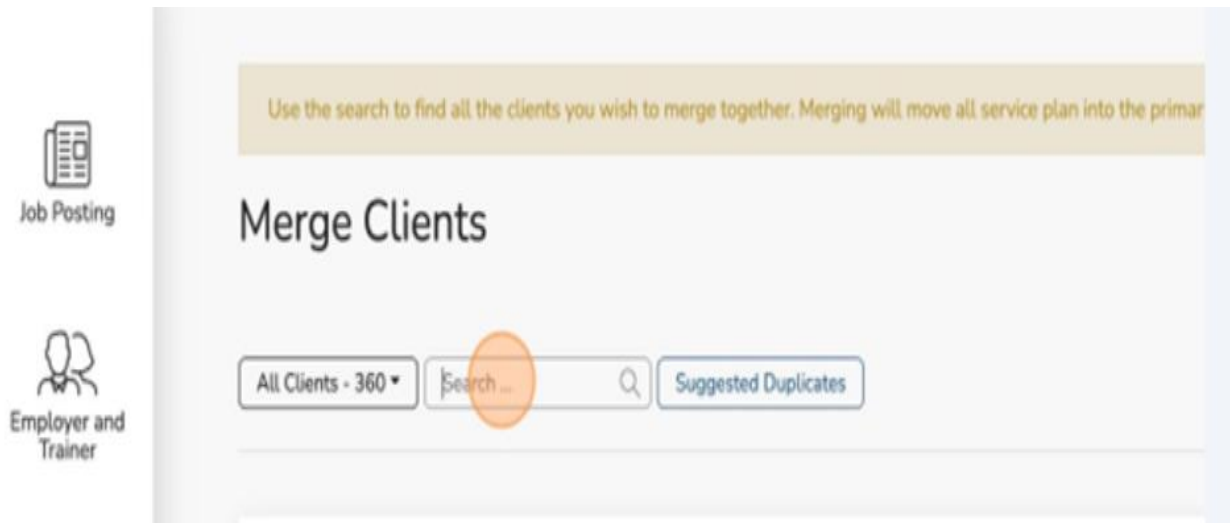 Use the search to find all the clients you wish to merge together. Merging will move all service plan into the primar
Job Posting
Merge Clients
All Clients - 360
Search ...
Suggested Duplicates
Employer and
Trainer